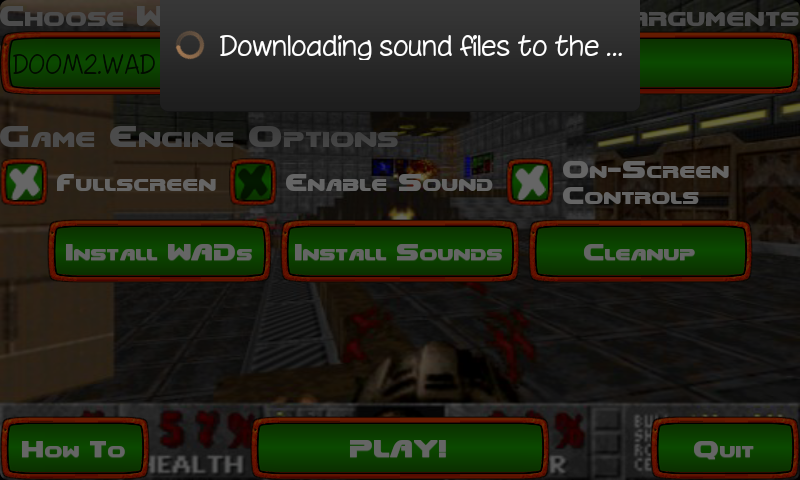 Choose W
arguments
Downloading sound files to the ...
DOOM2.WAD
Game Engine Options
Fullscreen
Enable Sound
On-Screen
Controls
Install WADs
Install Sounds
Cleanup
57%
%
How To
PLAY!
Quit
HEALTH
R